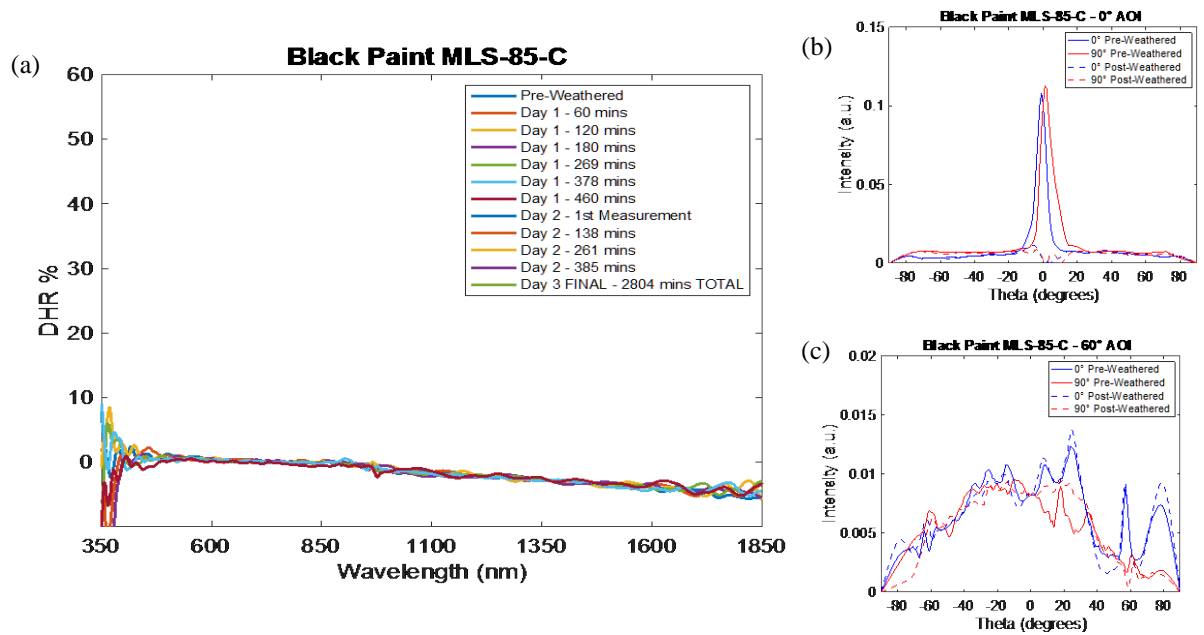 (a)
Black Paint MLS-85-C
60
50
40
30
20
10
0
-10
DHR %
350 600 850 1100 1350 1600 1850
Wavelength (nm)
Pre-Weathered
Day 1 - 60 mins
Day 1 - 120 mins
Day 1 - 180 mins
Day 1 - 269 mins
Day 1 - 378 mins
Day 1 - 460 mins
Day 2 - 1st Measurement
Day 2 - 138 mins
Day 2 - 261 mins
Day 2 - 385 mins
Day 3 FINAL - 2804 mins TOTAL
(b)
Black Paint MLS-85-C - 0° AOI
0.15
0.1
0.05
0
Intensity (a.u.)
-80 -60 -40 -20 0 20 40 60 80
Theta (degrees)
0° Pre-Weathered
90° Pre-Weathered
0° Post-Weathered
90° Post-Weathered
(c)
Black Paint MLS-85-C - 60° AOI
0.02
0.015
0.01
0.005
0
Intensity (a.u.)
-80 -60 -40 -20 0 20 40 60 80
Theta (degrees)
0° Pre-Weathered
90° Pre-Weathered
0° Post-Weathered
90° Post-Weathered